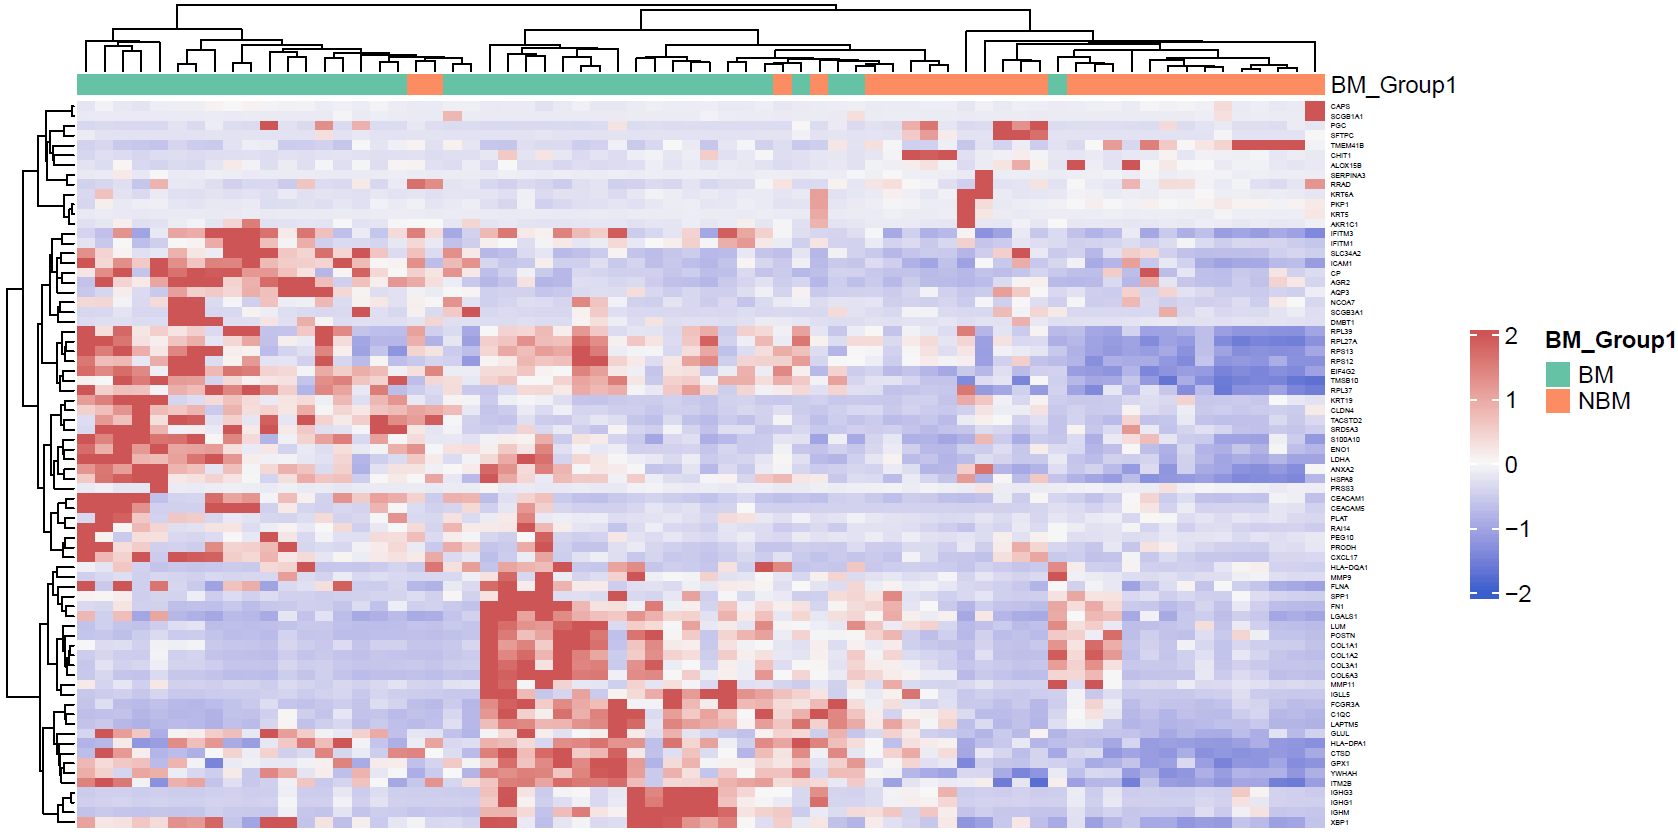 BM_Group1
CAPS
SCGB1A1
PGC
SFTPC
TMEM41B
CHIT1
ALOX15B
SERPINA3
RRAD
KRT6A
PKP1
KRT5
AKR1C1
IFITM3
IFITM1
SLC34A2
ICAM1
CP
AGR2
AQP3
NCOA7
SCGB3A1
DMBT1
RPL39
RPL27A
RPS13
RPS12
EIF4G2
TMSB10
RPL37
KRT19
CLDN4
TACSTD2
SRD5A3
S100A10
ENO1
LDHA
ANXA2
HSPA8
PRSS3
CEACAM1
CEACAM5
PLAT
RAI14
PEG10
PRODH
CXCL17
HLA−DQA1
MMP9
FLNA
SPP1
FN1
LGALS1
LUM
POSTN
COL1A1
COL1A2
COL3A1
COL6A3
MMP11
IGLL5
FCGR3A
C1QC
LAPTM5
GLUL
HLA−DPA1
CTSD
GPX1
YWHAH
ITM2B
IGHG3
IGHG1
IGHM
XBP1
2
1
0
−1
−2
BM_Group1
BM
NBM